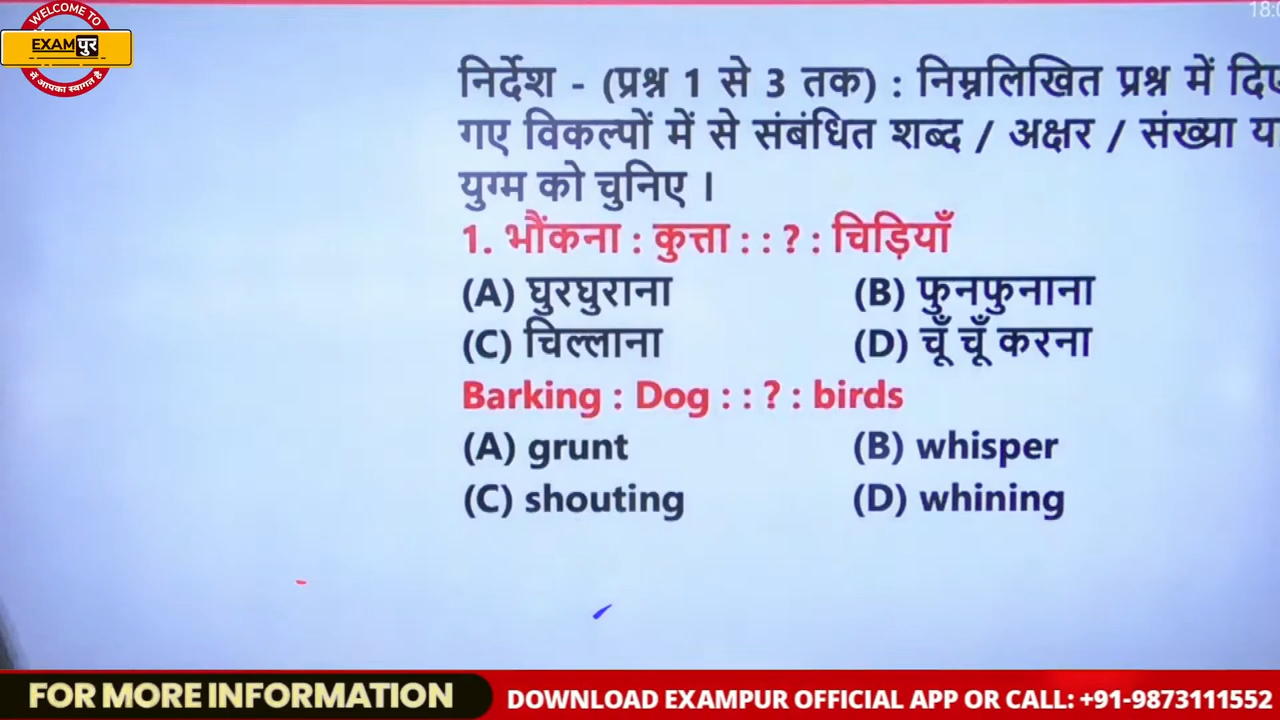 WELCOME TO
EXAMपुर
में आपका स्वागत है
18:0
निर्देश - (प्रश्न 1 से 3 तक) : निम्नलिखित प्रश्न में दिए
गए विकल्पों में से संबंधित शब्द / अक्षर / संख्या या
युग्म को चुनिए ।
1. भौंकना : कुत्ता : : ? : चिड़ियाँ
(A) घुरघुराना (B) फुनफुनाना
(C) चिल्लाना (D) चूँ चूँ करना
Barking : Dog : : ? : birds
(A) grunt (B) whisper
(C) shouting (D) whining
FOR MORE INFORMATION DOWNLOAD EXAMPUR OFFICIAL APP OR CALL: +91-9873111552